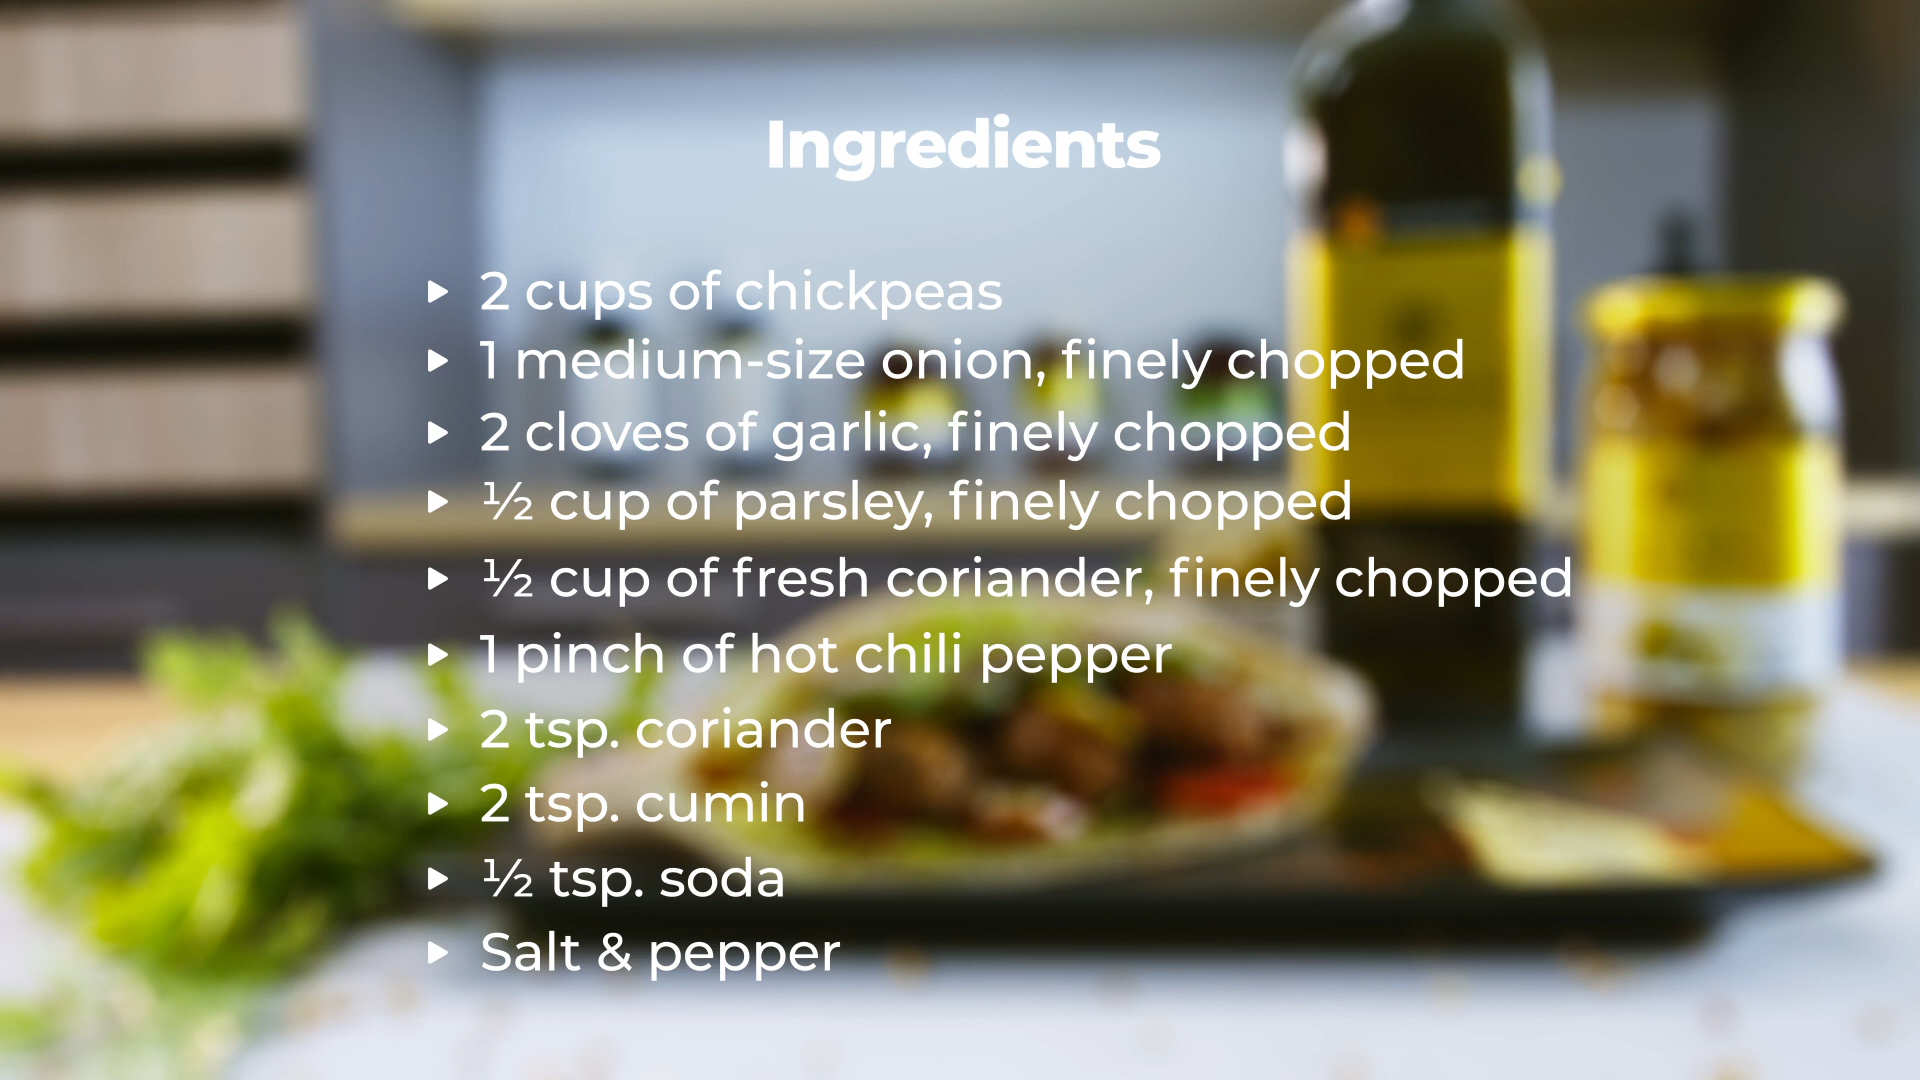 Ingredients
2 cups of chickpeas
1 medium-size onion, finely chopped
2 cloves of garlic, finely chopped
½ cup of parsley, finely chopped
½ cup of fresh coriander, finely chopped
1 pinch of hot chili pepper
2 tsp. coriander
2 tsp. cumin
½ tsp. soda
Salt & pepper